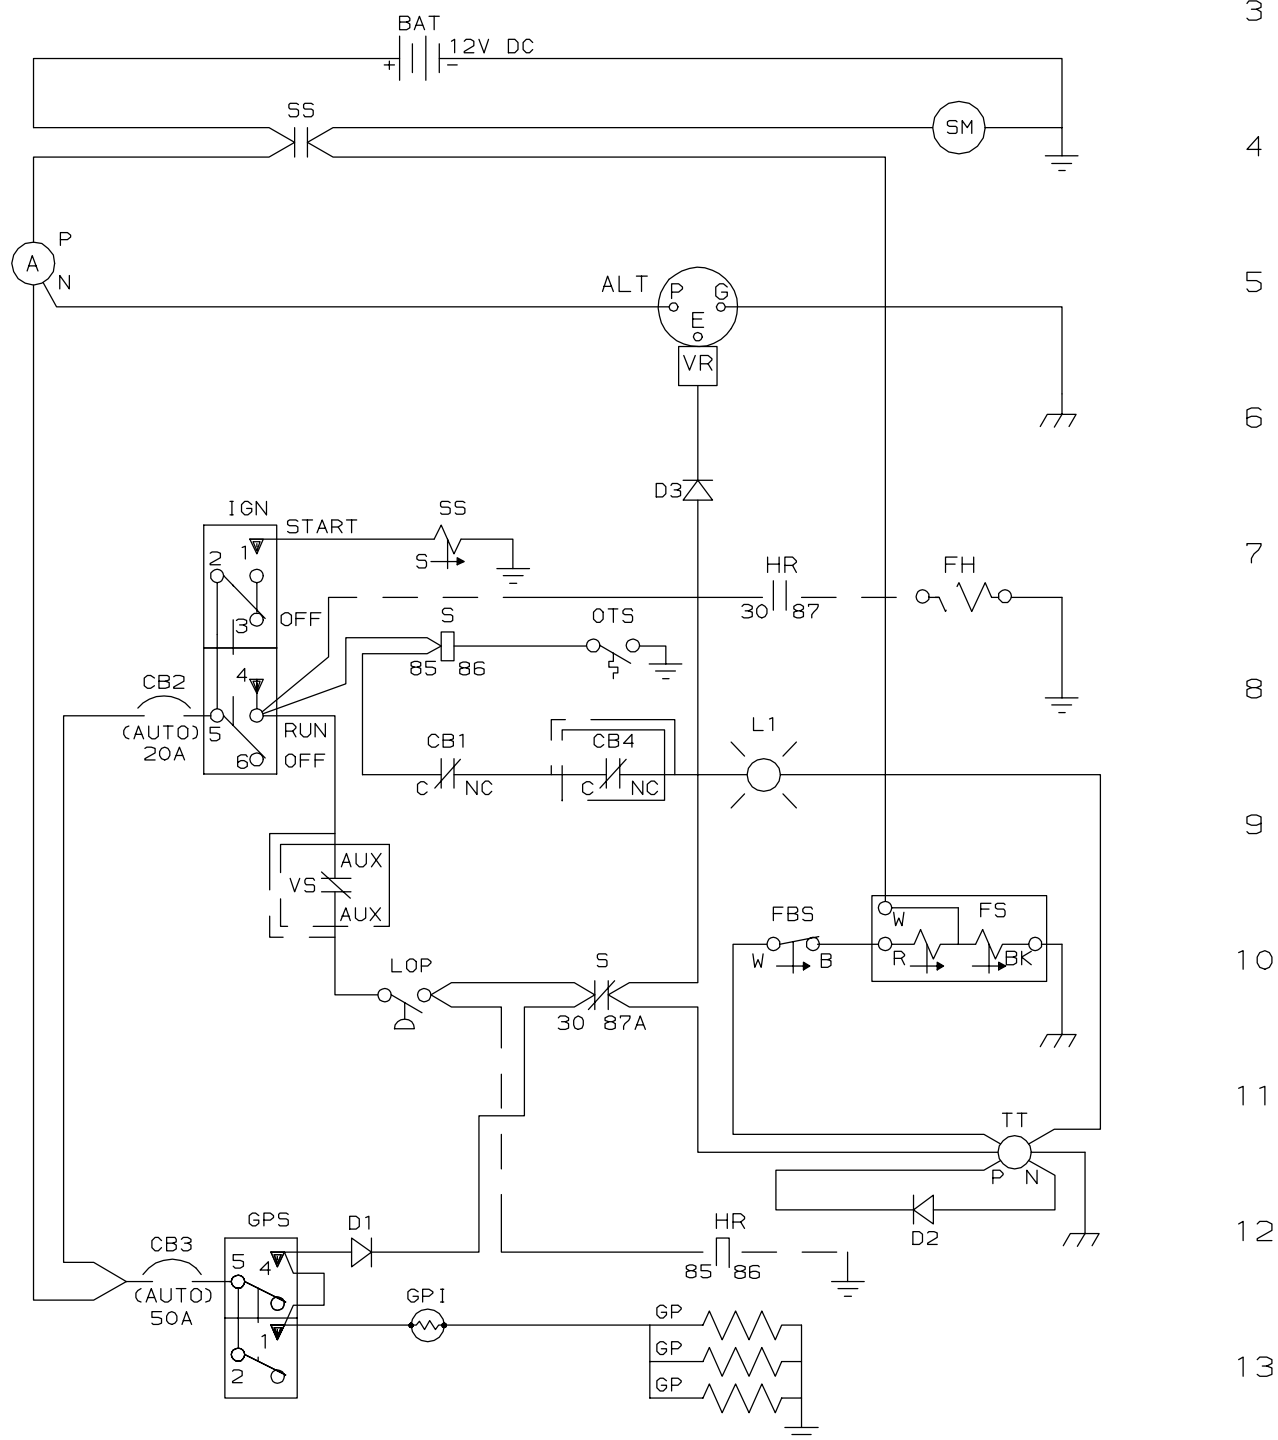 3
BAT
12V DC
+ −
SS
SM
4
P
A
N
5
ALT
P G
E
VR
6
D3
IGN
START
SS
S
7
2 1
3
OFF
HR
30 87
FH
S
85 86
OTS
8
CB2
(AUTO)
20A
4
5
RUN
6
OFF
CB1
C NC
CB4
C NC
L1
9
AUX
VS
AUX
FBS
W B
W
FS
R BK
10
LOP
S
30 87A
11
TT
P N
D2
12
GPS
D1
CB3
(AUTO)
50A
5 4
HR
85 86
GPI
1
2
GP
GP
GP
13